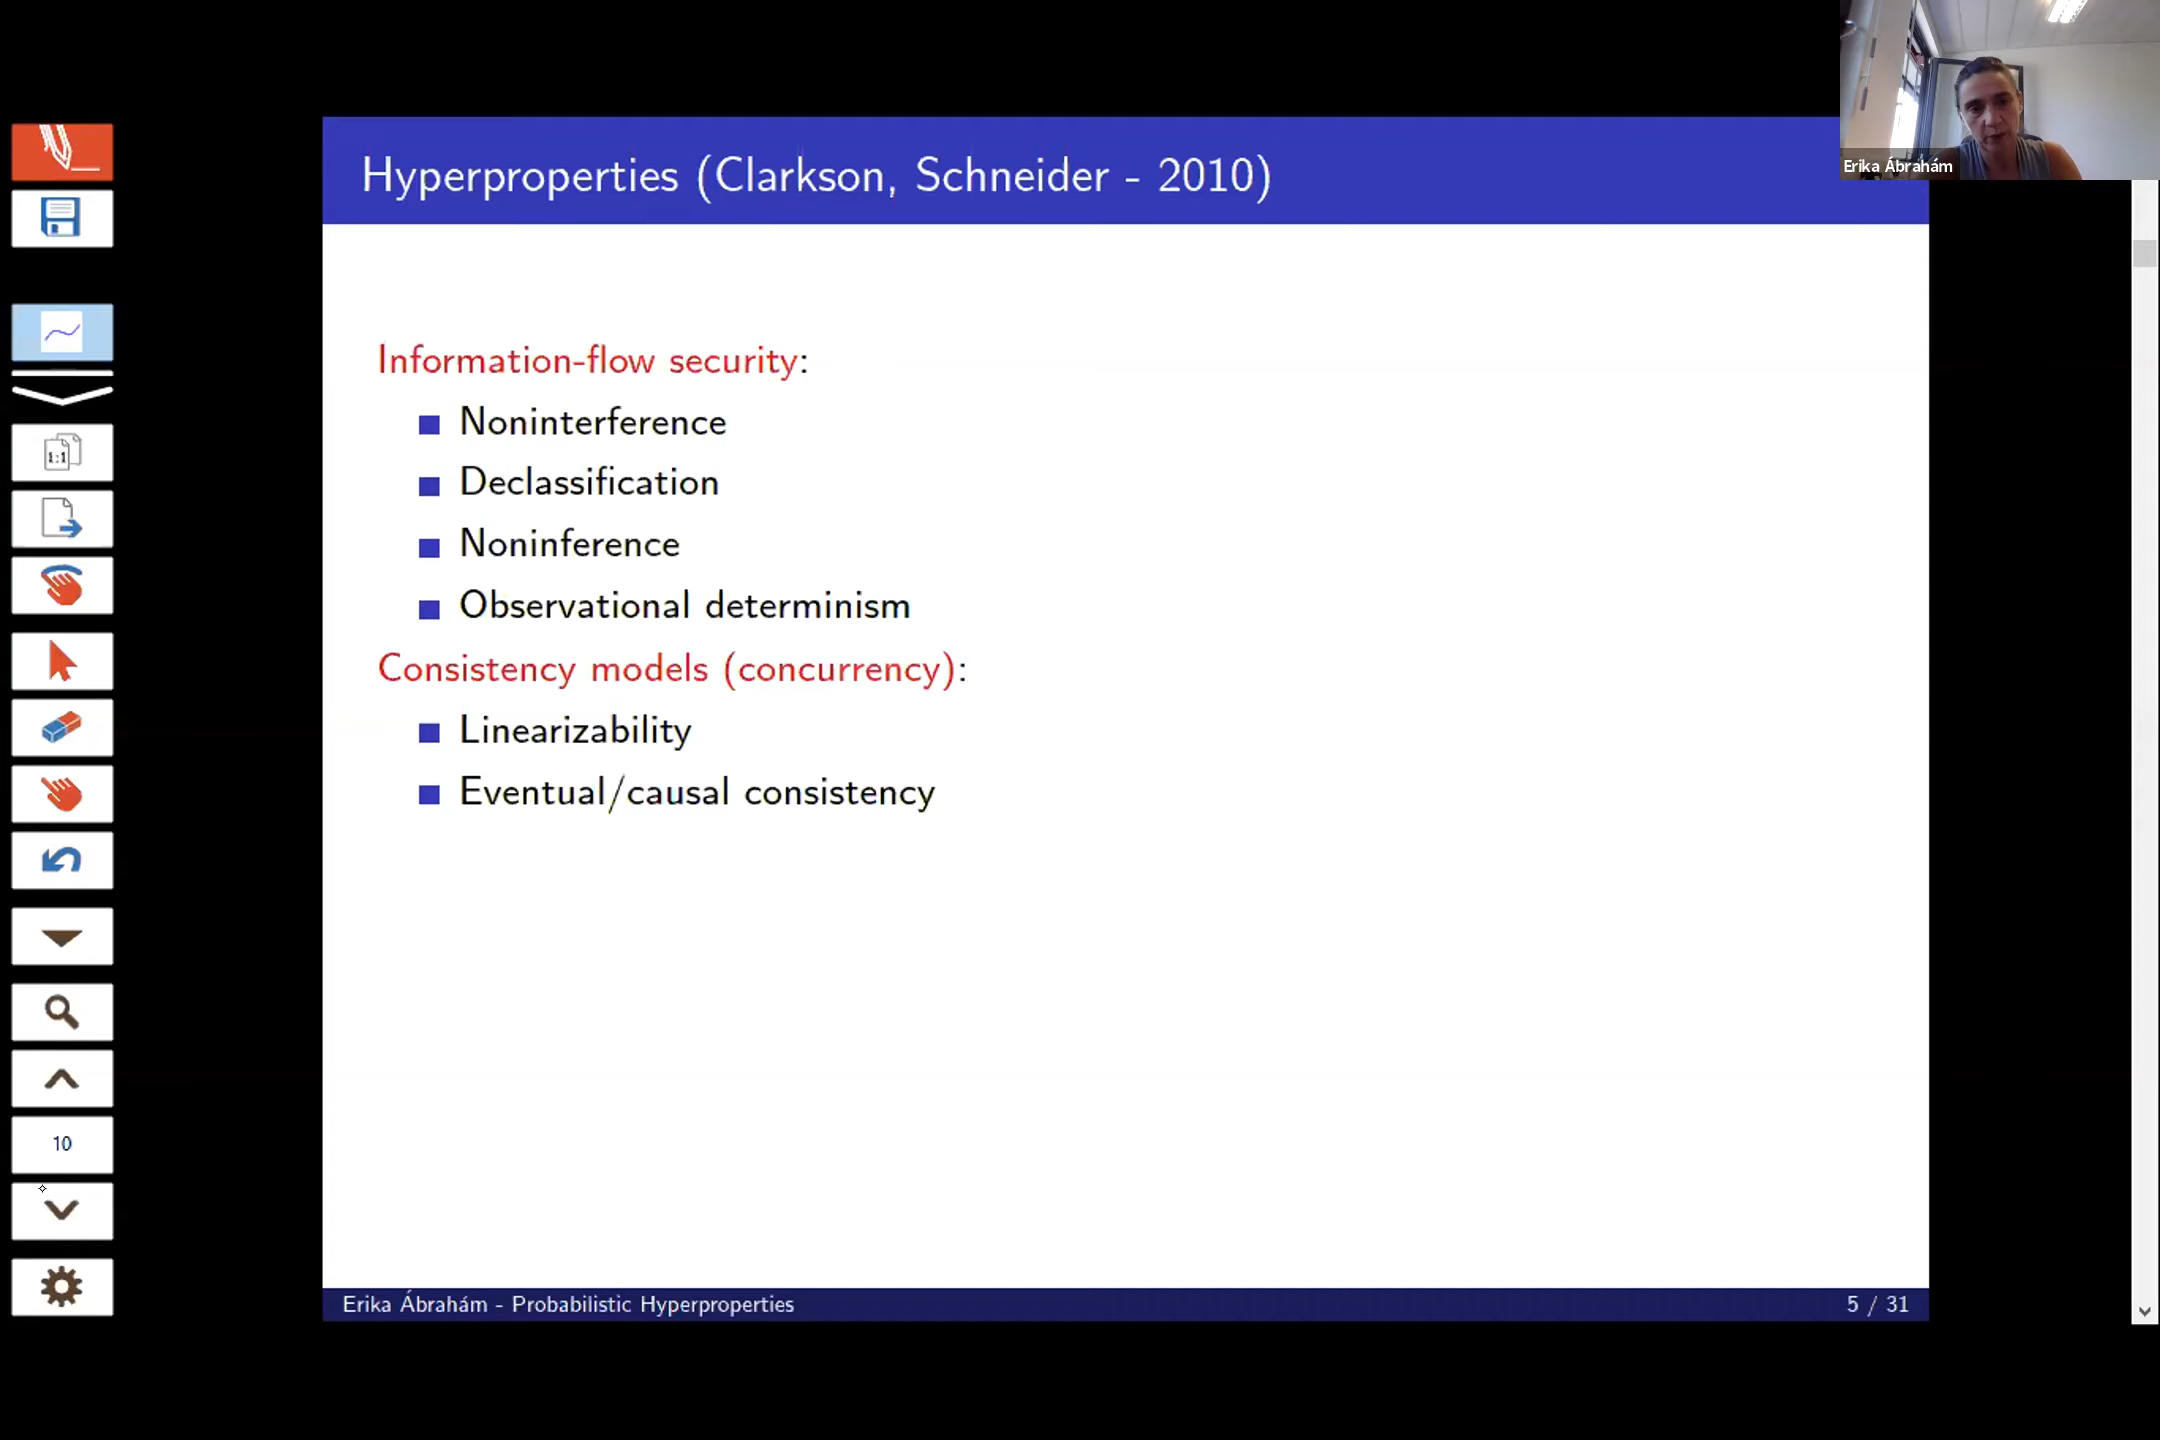 Hyperproperties (Clarkson, Schneider - 2010)
Erika Ábrahám
Information-flow security:
Noninterference
Declassification
Noninference
Observational determinism
Consistency models (concurrency):
Linearizability
Eventual/causal consistency
1:1
10
Erika Ábrahám - Probabilistic Hyperproperties
5 / 31